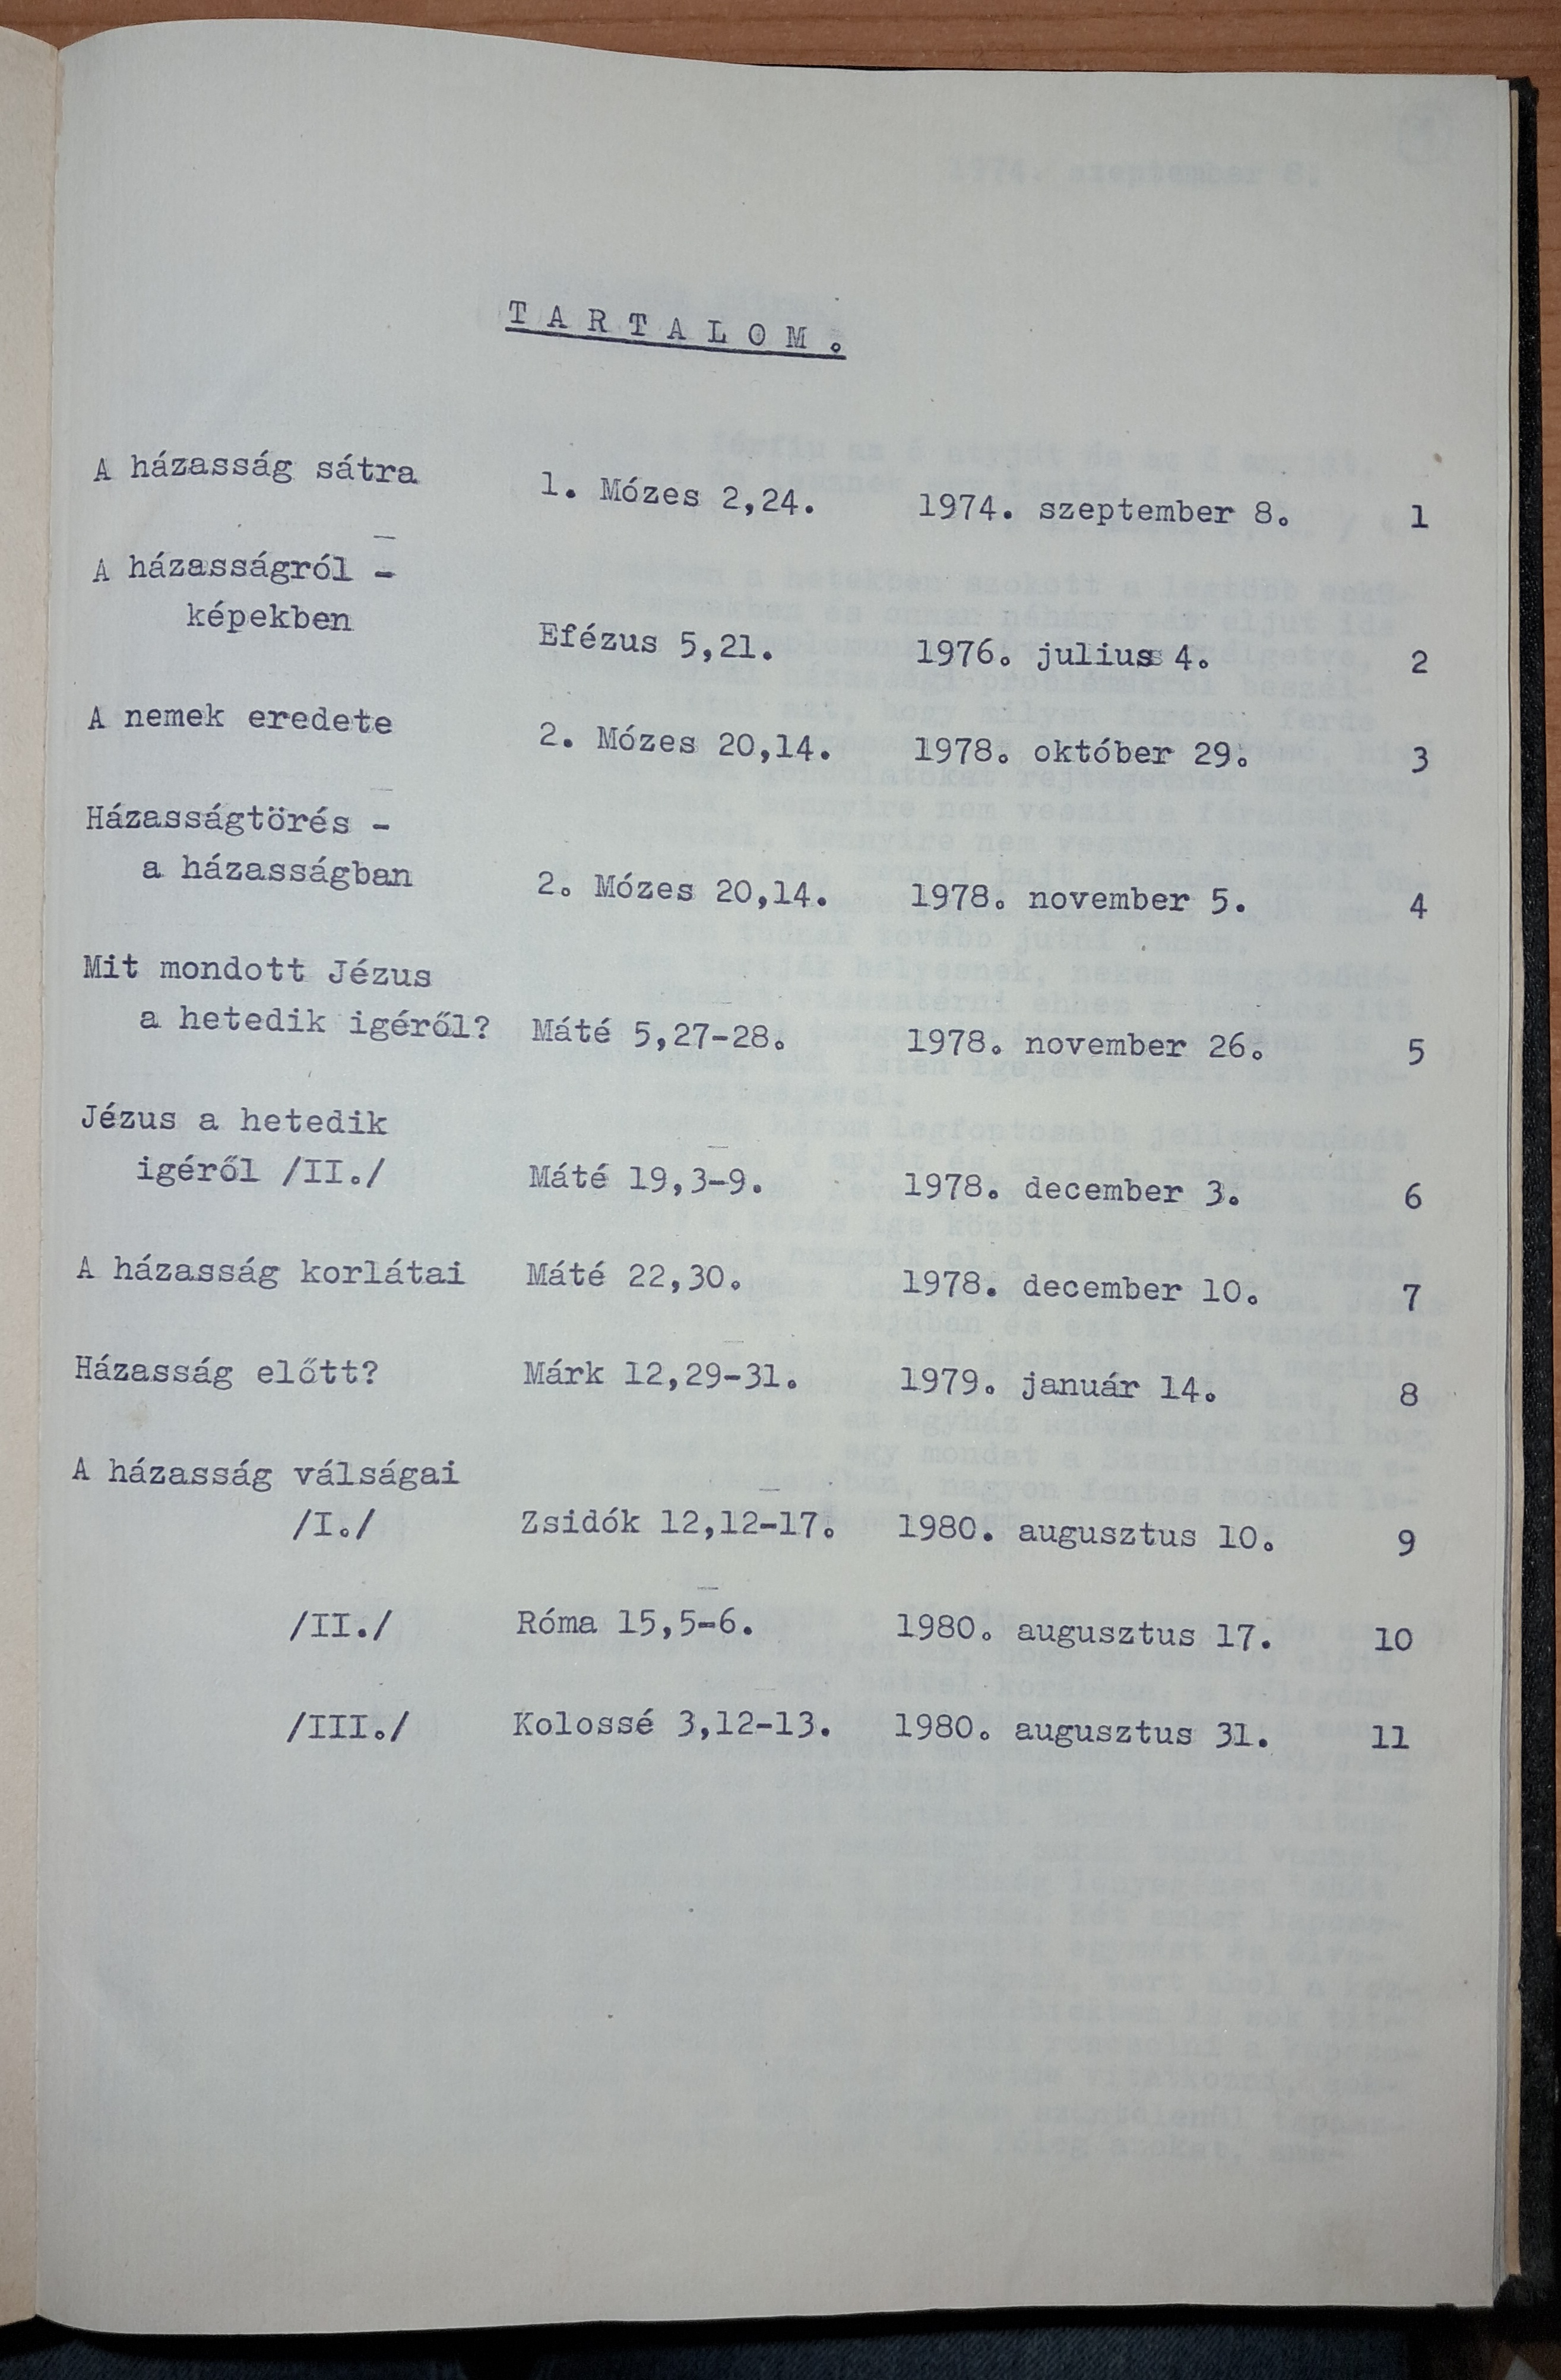 TARTALOM.
A házasság sátra 1. Mózes 2,24. 1974. szeptember 8. 1
A házasságról -
képekben Efézus 5,21. 1976. julius 4. 2
A nemek eredete 2. Mózes 20,14. 1978. október 29. 3
Házasságtörés -
a házasságban 2. Mózes 20,14. 1978. november 5. 4
Mit mondott Jézus
a hetedik igéről? Máté 5,27-28. 1978. november 26. 5
Jézus a hetedik
igéről /II./ Máté 19,3-9. 1978. december 3. 6
A házasság korlátai Máté 22,30. 1978. december 10. 7
Házasság előtt? Márk 12,29-31. 1979. január 14. 8
A házasság válságai
/I./ Zsidók 12,12-17. 1980. augusztus 10. 9
/II./ Róma 15,5-6. 1980. augusztus 17. 10
/III./ Kolossé 3,12-13. 1980. augusztus 31. 11